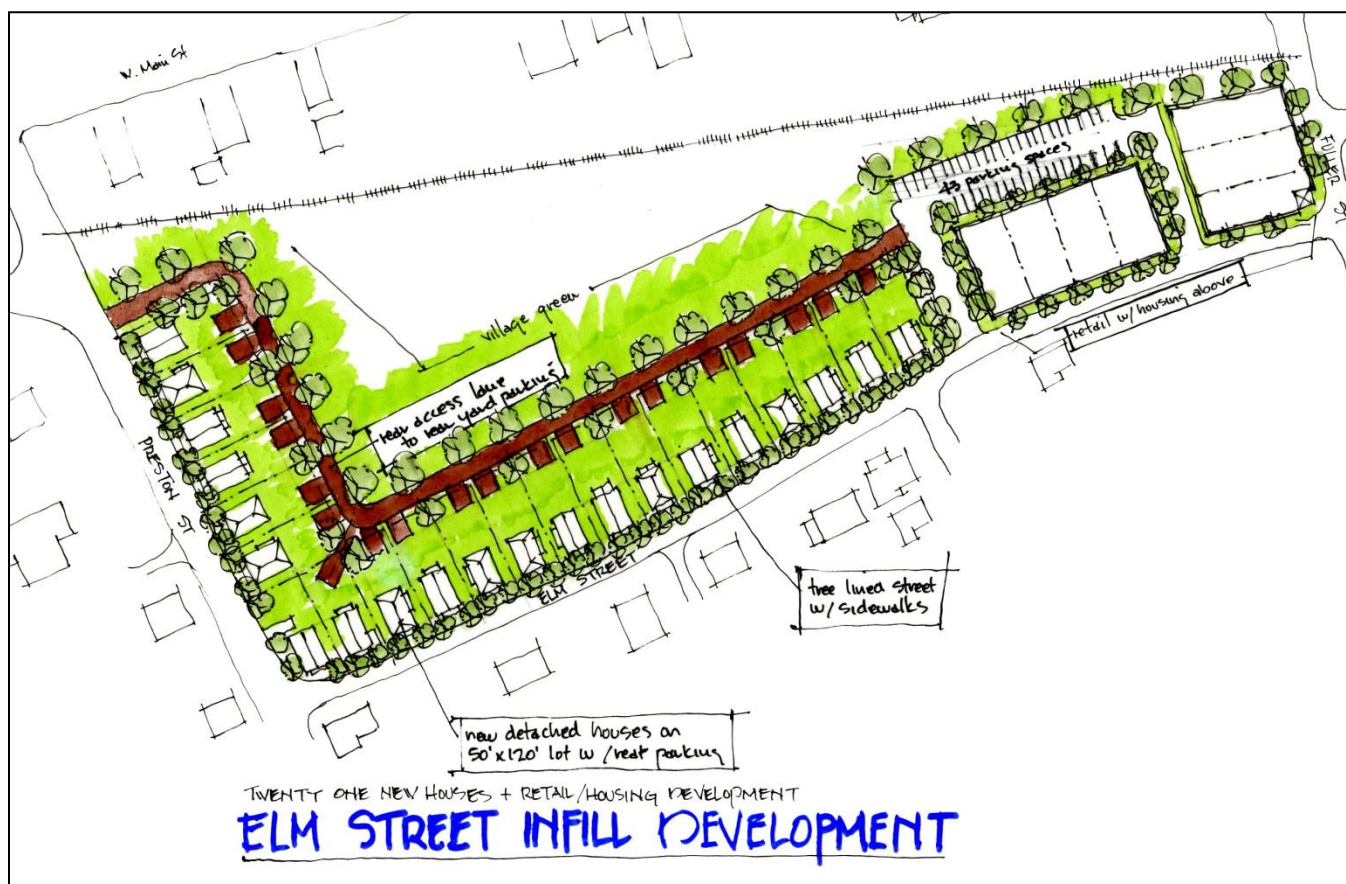 W. Main St
43 parking spaces
village green
rear access lane
to rear yard parking
retail w/housing above
PRESTON ST
ELM STREET
tree lined street
w/ sidewalks
new detached houses on
50'x120' lot w/rear parking
TWENTY ONE NEW HOUSES + RETAIL/HOUSING DEVELOPMENT
ELM STREET INFILL DEVELOPMENT